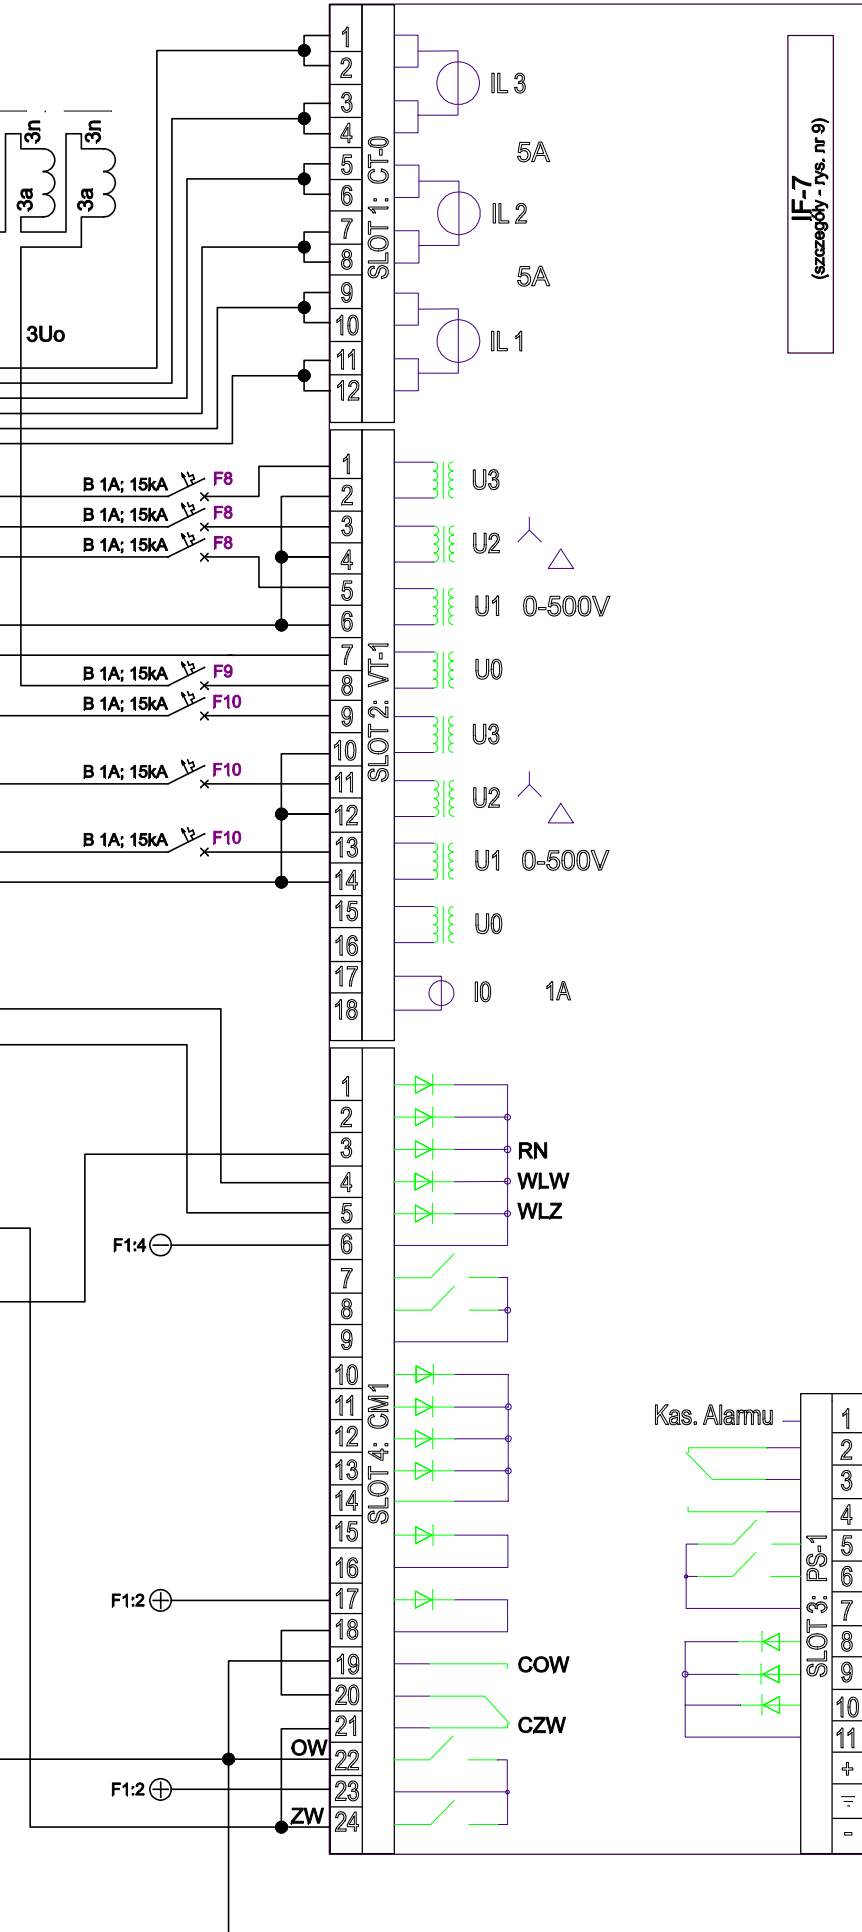 1
2
3
4
5
6
7
8
9
10
11
12
SLOT 1: CT-0
IL 3
5A
IL 2
5A
IL 1
IF-7
(szczegóły - rys. nr 9)
3n
3n
3a
3a
3Uo
1
2
3
4
5
6
7
8
9
10
11
12
13
14
15
16
17
18
SLOT 2: VT-1
B 1A; 15kA F8
B 1A; 15kA F8
B 1A; 15kA F8
B 1A; 15kA F9
B 1A; 15kA F10
B 1A; 15kA F10
B 1A; 15kA F10
U3
U2
U1 0-500V
U0
U3
U2
U1 0-500V
U0
I0 1A
1
2
3
4
5
6
7
8
9
10
11
12
13
14
15
16
17
18
19
20
21
22
23
24
SLOT 4: CM1
RN
WLW
WLZ
F1:4
F1:2
COW
CZW
OW
F1:2
ZW
Kas. Alarmu
SLOT 3: PS-1
1
2
3
4
5
6
7
8
9
10
11
+
-